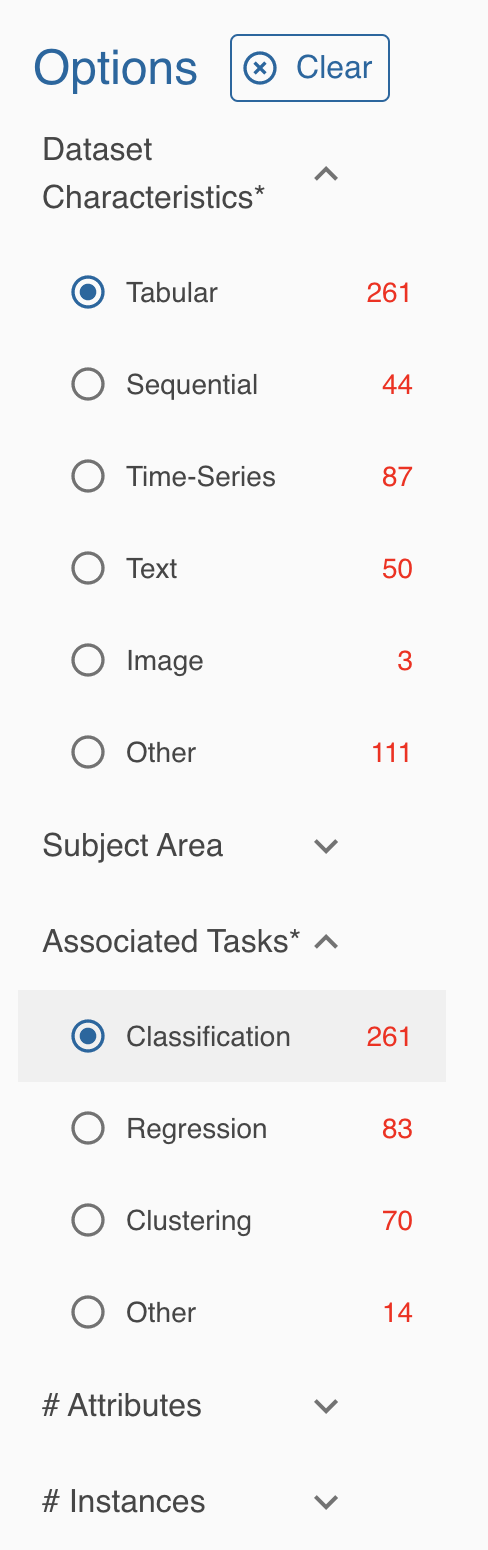 Options Clear
Dataset
Characteristics*
Tabular 261
Sequential 44
Time-Series 87
Text 50
Image 3
Other 111
Subject Area
Associated Tasks*
Classification 261
Regression 83
Clustering 70
Other 14
# Attributes
# Instances